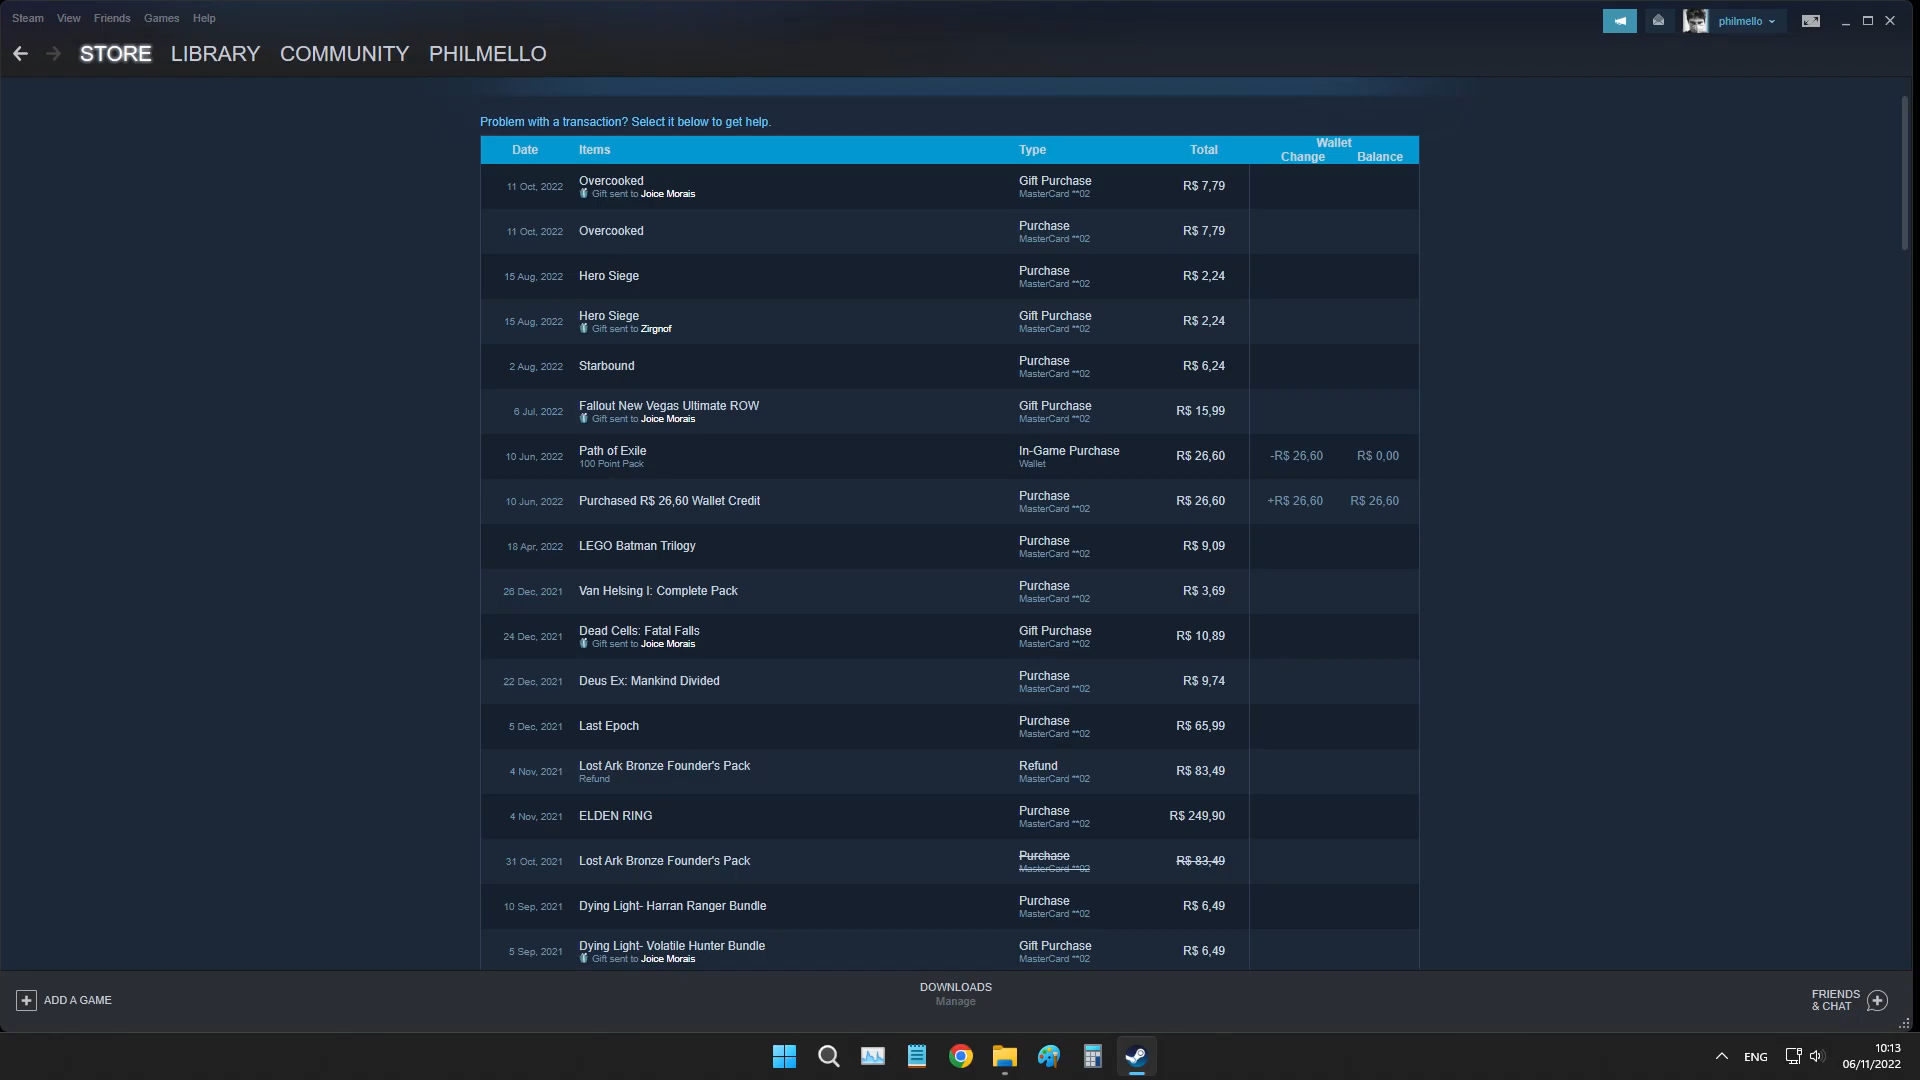 Steam View Friends Games Help
philmello
STORE LIBRARY COMMUNITY PHILMELLO
Problem with a transaction? Select it below to get help.
Date Items Type Total Wallet
Change Balance
11 Oct, 2022 Overcooked Gift Purchase R$ 7,79
Gift sent to Joice Morais MasterCard **02
11 Oct, 2022 Overcooked Purchase R$ 7,79
MasterCard **02
15 Aug, 2022 Hero Siege Purchase R$ 2,24
MasterCard **02
15 Aug, 2022 Hero Siege Gift Purchase R$ 2,24
Gift sent to Zirgnof MasterCard **02
2 Aug, 2022 Starbound Purchase R$ 6,24
MasterCard **02
6 Jul, 2022 Fallout New Vegas Ultimate ROW Gift Purchase R$ 15,99
Gift sent to Joice Morais MasterCard **02
10 Jun, 2022 Path of Exile In-Game Purchase R$ 26,60 -R$ 26,60 R$ 0,00
100 Point Pack Wallet
10 Jun, 2022 Purchased R$ 26,60 Wallet Credit Purchase R$ 26,60 +R$ 26,60 R$ 26,60
MasterCard **02
18 Apr, 2022 LEGO Batman Trilogy Purchase R$ 9,09
MasterCard **02
26 Dec, 2021 Van Helsing I: Complete Pack Purchase R$ 3,69
MasterCard **02
24 Dec, 2021 Dead Cells: Fatal Falls Gift Purchase R$ 10,89
Gift sent to Joice Morais MasterCard **02
22 Dec, 2021 Deus Ex: Mankind Divided Purchase R$ 9,74
MasterCard **02
5 Dec, 2021 Last Epoch Purchase R$ 65,99
MasterCard **02
4 Nov, 2021 Lost Ark Bronze Founder's Pack Refund R$ 83,49
Refund MasterCard **02
4 Nov, 2021 ELDEN RING Purchase R$ 249,90
MasterCard **02
31 Oct, 2021 Lost Ark Bronze Founder's Pack Purchase R$ 83,49
MasterCard **02
10 Sep, 2021 Dying Light- Harran Ranger Bundle Purchase R$ 6,49
MasterCard **02
5 Sep, 2021 Dying Light- Volatile Hunter Bundle Gift Purchase R$ 6,49
Gift sent to Joice Morais MasterCard **02
ADD A GAME
DOWNLOADS
Manage
FRIENDS
& CHAT
ENG
10:13
06/11/2022